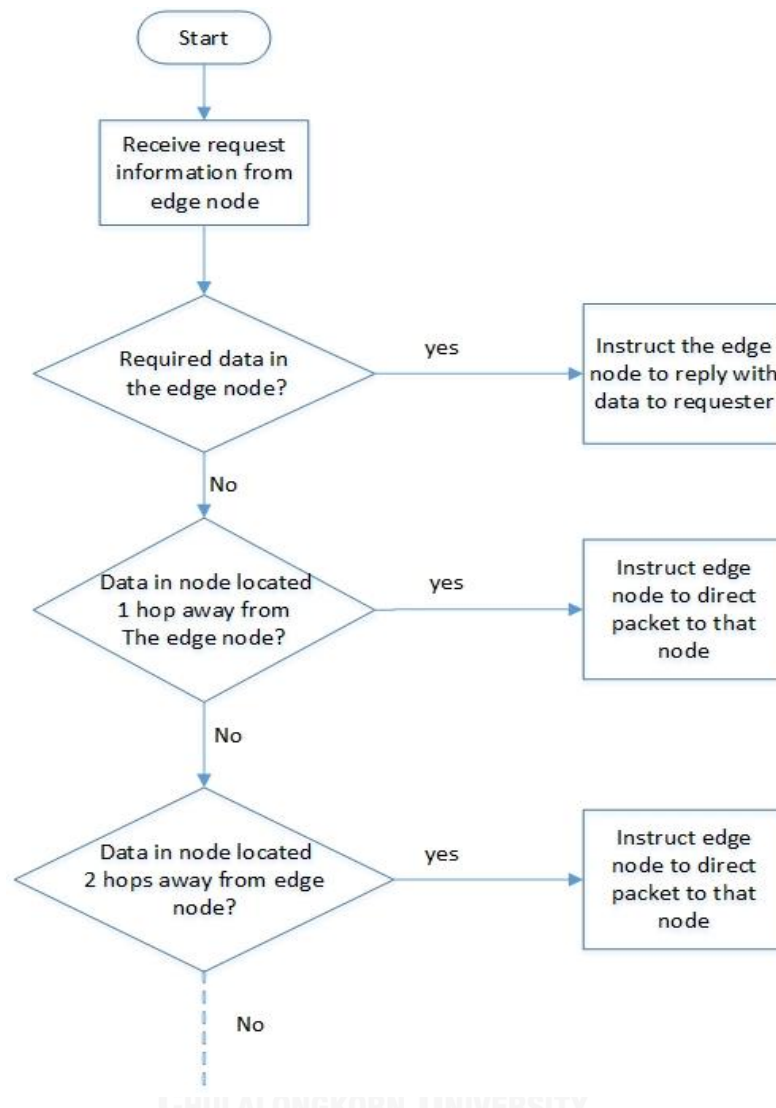 Start
Receive request
information from
edge node
Required data in
the edge node?
yes
Instruct the edge
node to reply with
data to requester
No
Data in node located
1 hop away from
The edge node?
yes
Instruct edge
node to direct
packet to that
node
No
Data in node located
2 hops away from edge
node?
yes
Instruct edge
node to direct
packet to that
node
No